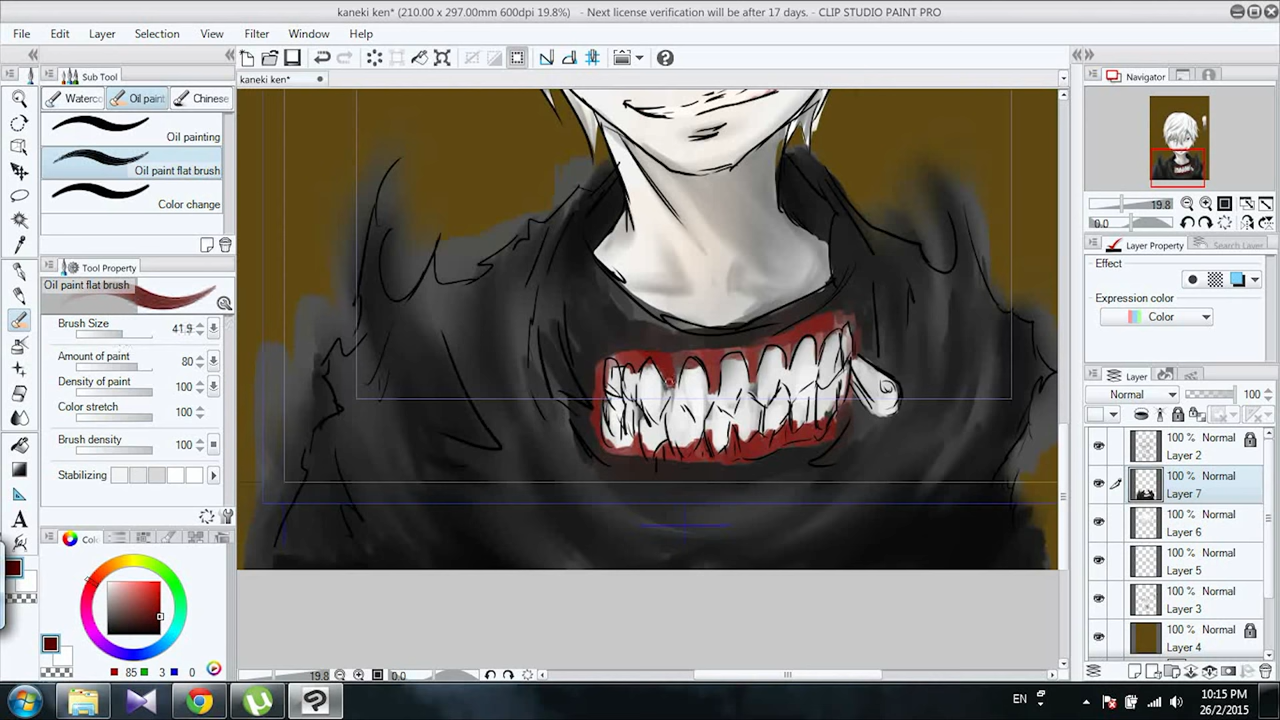 kaneki ken* (210.00 x 297.00mm 600dpi 19.8%) - Next license verification will be after 17 days. - CLIP STUDIO PAINT PRO
File Edit Layer Selection View Filter Window Help
Sub Tool
kaneki ken*
Navigator
Waterc Oil paint Chinese
Oil painting
Oil paint flat brush
Color change
19.8
0.0
Tool Property
Layer Property Search Layer
Oil paint flat brush
Effect
Expression color
Color
Brush Size 41.9
Amount of paint 80
Density of paint 100
Color stretch 100
Brush density 100
Stabilizing
Layer
Normal 100
100 % Normal
Layer 2
100 % Normal
Layer 7
100 % Normal
Layer 6
100 % Normal
Layer 5
100 % Normal
Layer 3
100 % Normal
Layer 4
A
85 3 0
19.8 0.0
EN
10:15 PM
26/2/2015